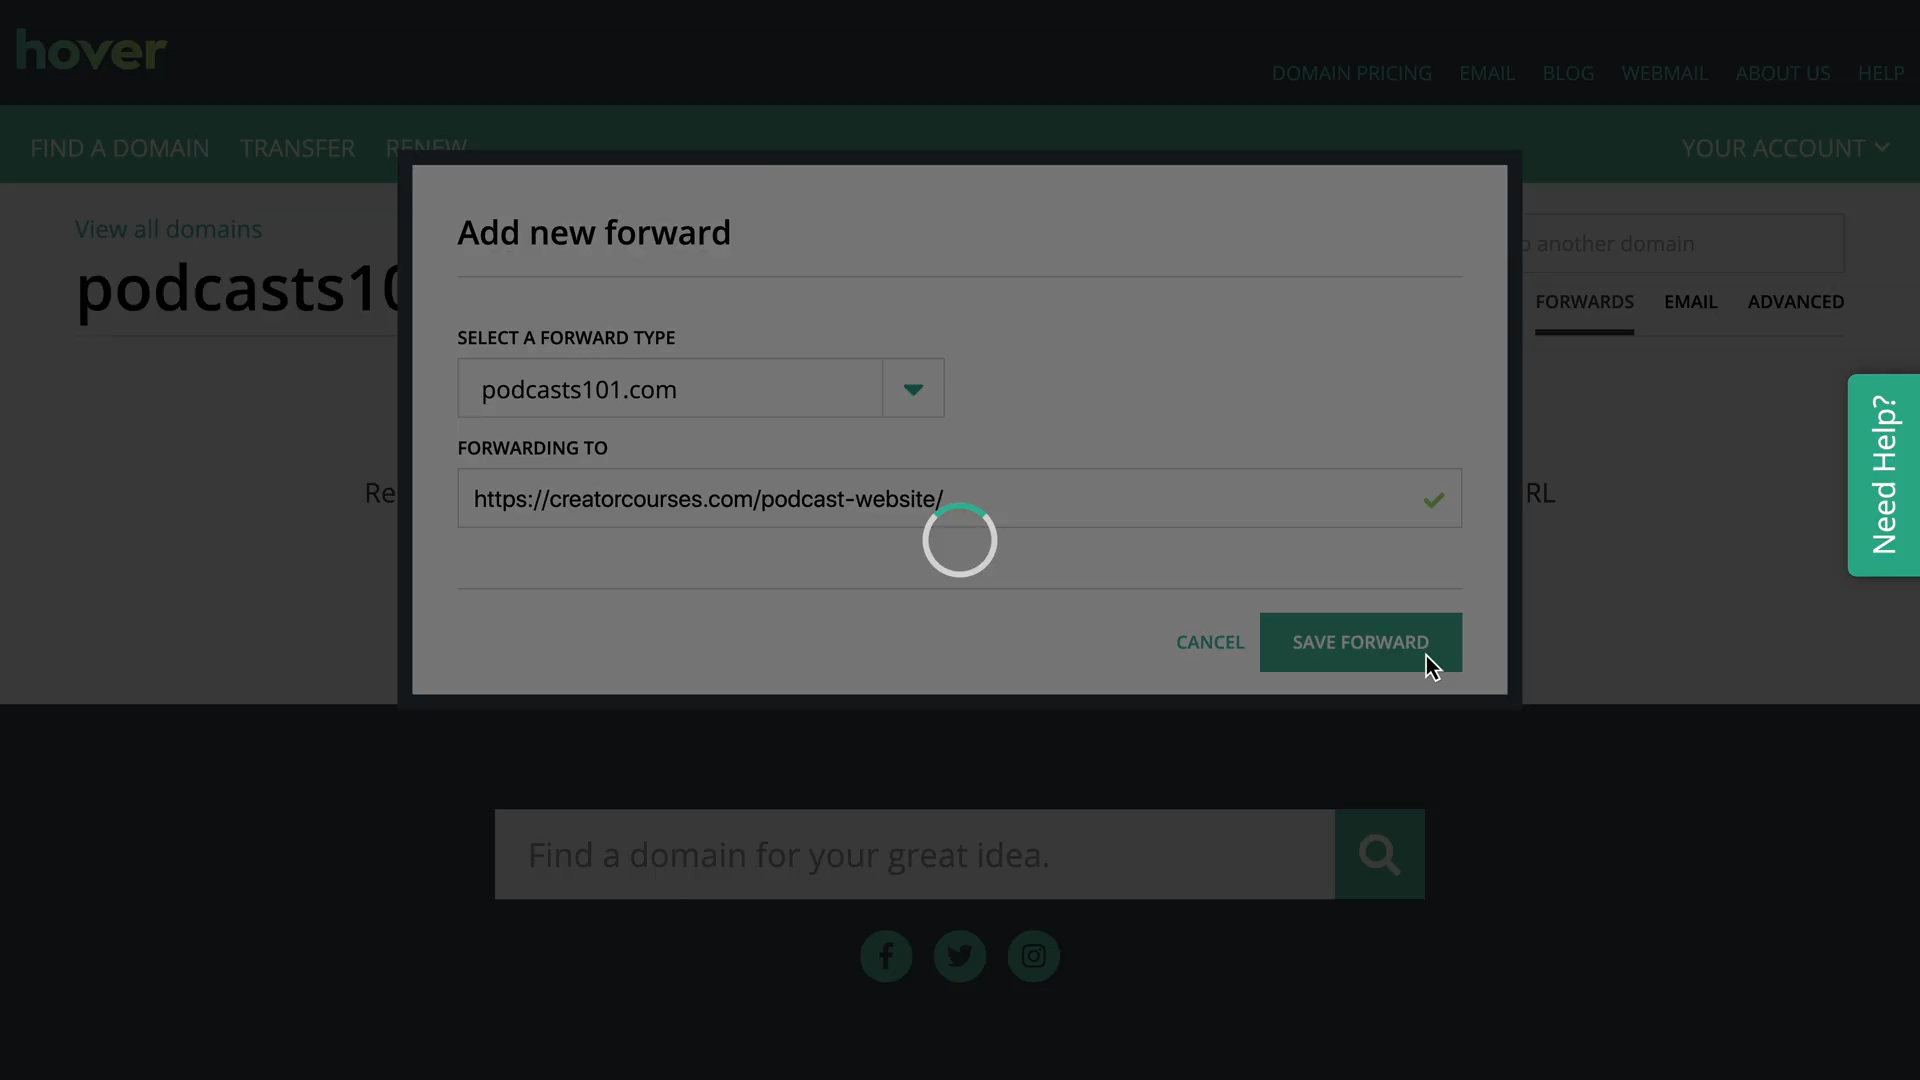 hover
DOMAIN PRICING EMAIL BLOG WEBMAIL ABOUT US HELP
FIND A DOMAIN TRANSFER RENEW YOUR ACCOUNT
View all domains
podcasts10
another domain
FORWARDS EMAIL ADVANCED
Add new forward
SELECT A FORWARD TYPE
podcasts101.com
FORWARDING TO
Re
https://creatorcourses.com/podcast-website/
RL
CANCEL SAVE FORWARD
Need Help?
Find a domain for your great idea.